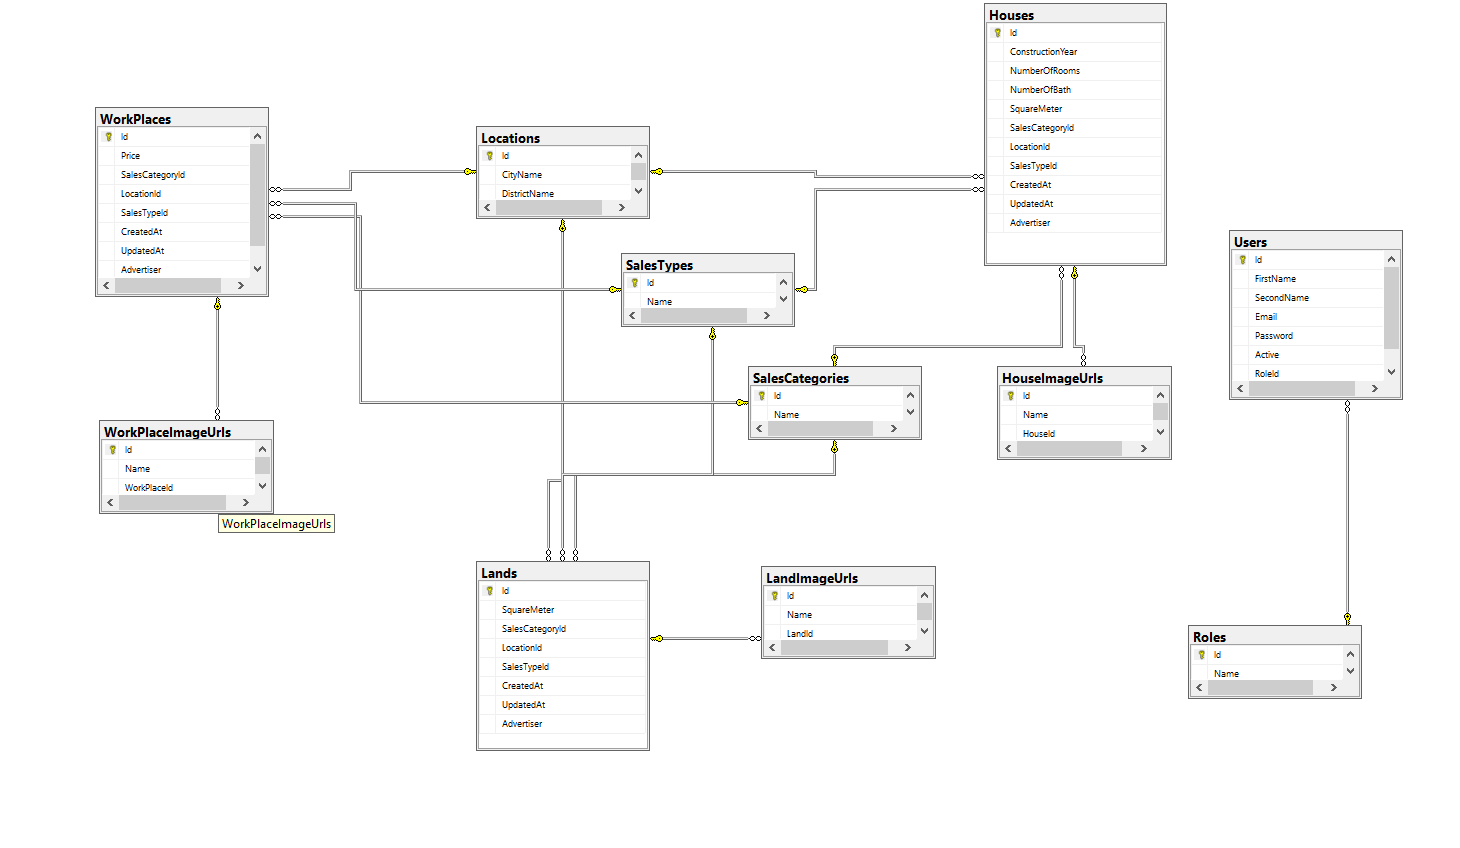 Houses
Id
ConstructionYear
NumberOfRooms
NumberOfBath
SquareMeter
SalesCategoryId
LocationId
SalesTypeId
CreatedAt
UpdatedAt
Advertiser
WorkPlaces
Id
Price
SalesCategoryId
LocationId
SalesTypeId
CreatedAt
UpdatedAt
Advertiser
Locations
Id
CityName
DistrictName
Users
Id
FirstName
SecondName
Email
Password
Active
RoleId
SalesTypes
Id
Name
SalesCategories
Id
Name
HouseImageUrls
Id
Name
HouseId
WorkPlaceImageUrls
Id
Name
WorkPlaceId
WorkPlaceImageUrls
Lands
Id
SquareMeter
SalesCategoryId
LocationId
SalesTypeId
CreatedAt
UpdatedAt
Advertiser
LandImageUrls
Id
Name
LandId
Roles
Id
Name